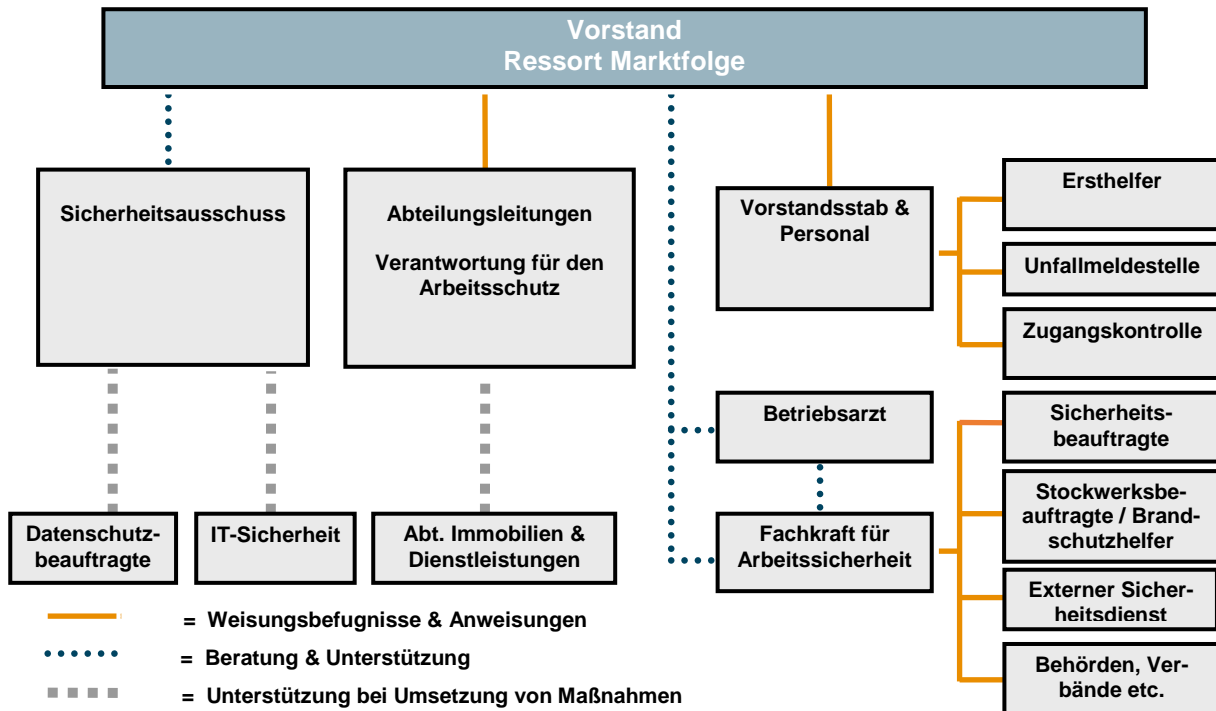 Vorstand
Ressort Marktfolge
Sicherheitsausschuss
Abteilungsleitungen
Verantwortung für den
Arbeitsschutz
Vorstandsstab &
Personal
Ersthelfer
Unfallmeldestelle
Zugangskontrolle
Betriebsarzt
Sicherheits-
beauftragte
Stockwerksbe-
auftragte / Brand-
schutzhelfer
Datenschutz-
beauftragte
IT-Sicherheit
Abt. Immobilien &
Dienstleistungen
Fachkraft für
Arbeitssicherheit
Externer Sicher-
heitsdienst
Behörden, Ver-
bände etc.
= Weisungsbefugnisse & Anweisungen
= Beratung & Unterstützung
= Unterstützung bei Umsetzung von Maßnahmen